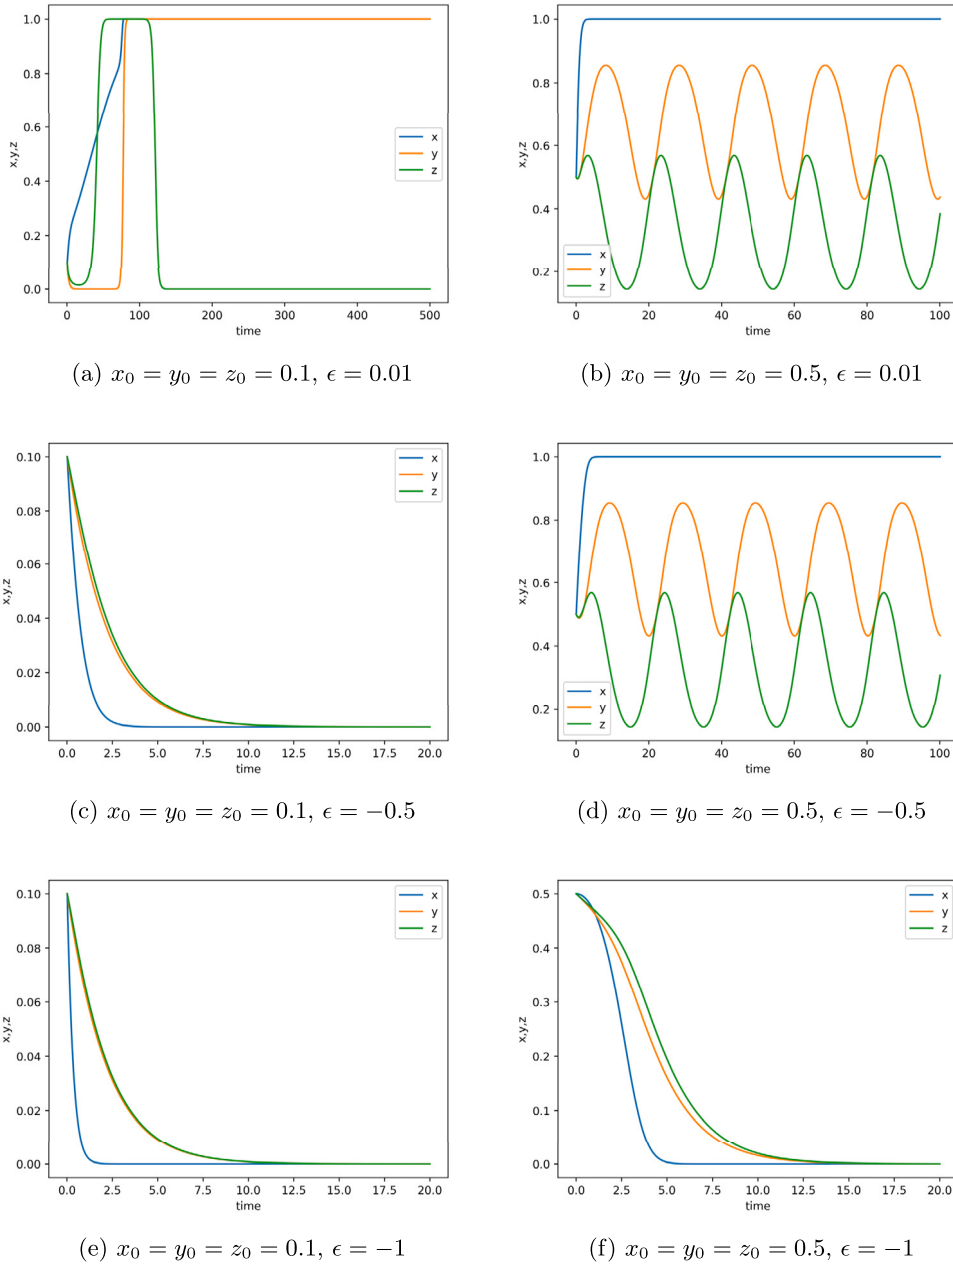 1.0
0.8
0.6
0.4
0.2
0.0
x,y,z
x
y
z
0 100 200 300 400 500
time
(a) x₀ = y₀ = z₀ = 0.1, ϵ = 0.01
1.0
0.8
0.6
0.4
0.2
x,y,z
x
y
z
0 20 40 60 80 100
time
(b) x₀ = y₀ = z₀ = 0.5, ϵ = 0.01
0.10
0.08
0.06
0.04
0.02
0.00
x,y,z
x
y
z
0.0 2.5 5.0 7.5 10.0 12.5 15.0 17.5 20.0
time
(c) x₀ = y₀ = z₀ = 0.1, ϵ = −0.5
1.0
0.8
0.6
0.4
0.2
x,y,z
x
y
z
0 20 40 60 80 100
time
(d) x₀ = y₀ = z₀ = 0.5, ϵ = −0.5
0.10
0.08
0.06
0.04
0.02
0.00
x,y,z
x
y
z
0.0 2.5 5.0 7.5 10.0 12.5 15.0 17.5 20.0
time
(e) x₀ = y₀ = z₀ = 0.1, ϵ = −1
0.5
0.4
0.3
0.2
0.1
0.0
x,y,z
x
y
z
0.0 2.5 5.0 7.5 10.0 12.5 15.0 17.5 20.0
time
(f) x₀ = y₀ = z₀ = 0.5, ϵ = −1